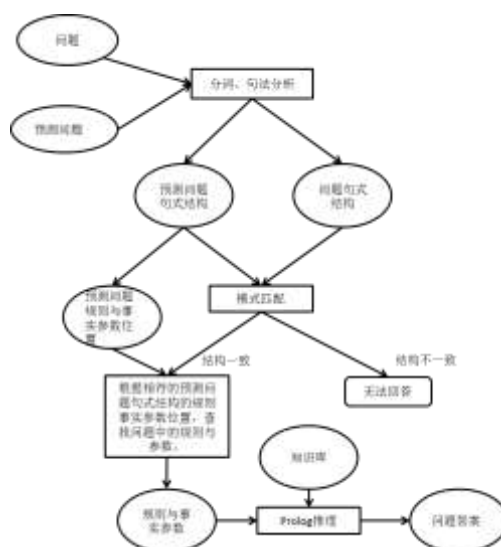 问题
分词、句法分析
预测问题
预测问题
句式结构
问题句式
结构
预测问题
规则与事
实参数位
置
模式匹配
结构一致
结构不一致
根据推荐的预测问
题句式结构的规则
事实参数位置，查
找问题中的规则与
参数。
无法回答
知识库
规则与事
实参数
Prolog推理
问题答案